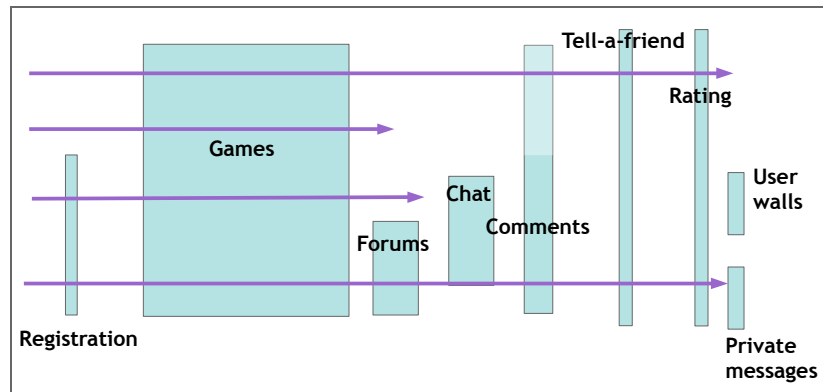 Tell-a-friend
Rating
Games
Chat
User
walls
Comments
Forums
Registration
Private
messages